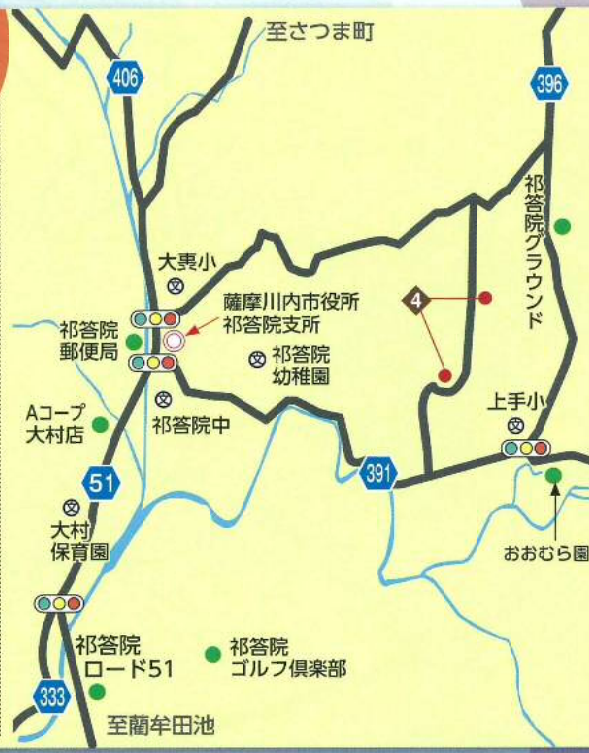 至さつま町
406
396
祁答院グラウンド
大軣小
薩摩川内市役所
祁答院支所
4
祁答院
郵便局
祁答院
幼稚園
Aコープ
大村店
祁答院中
上手小
391
51
大村
保育園
おおむら園
祁答院
ロード51
祁答院
ゴルフ倶楽部
333
至藺牟田池